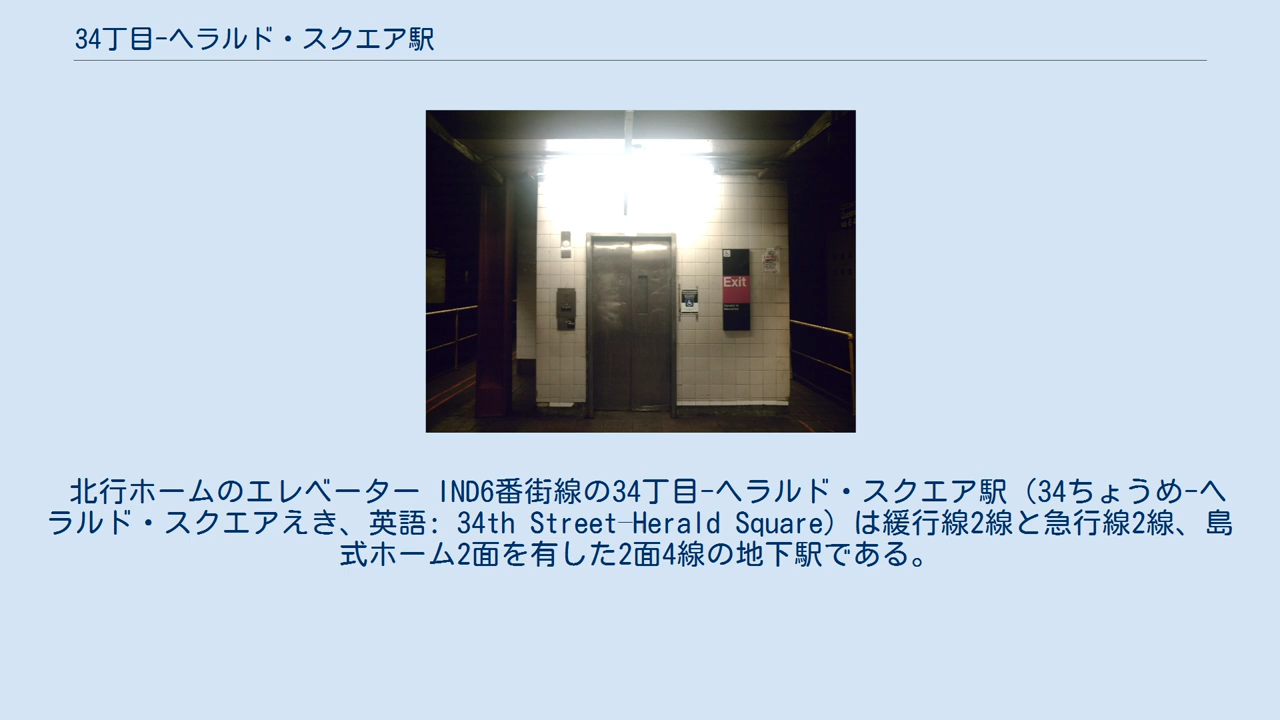 34丁目-ヘラルド・スクエア駅
Exit
北行ホームのエレベーター IND6番街線の34丁目-ヘラルド・スクエア駅（34ちょうめ-ヘ
ラルド・スクエアえき、英語: 34th Street–Herald Square）は緩行線2線と急行線2線、島
式ホーム2面を有した2面4線の地下駅である。